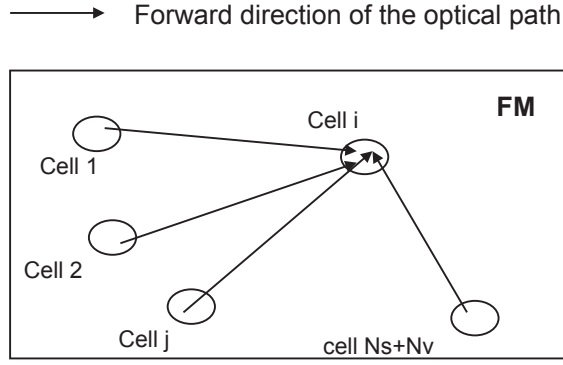 Forward direction of the optical path
FM
Cell i
Cell 1
Cell 2
Cell j
cell Ns+Nv